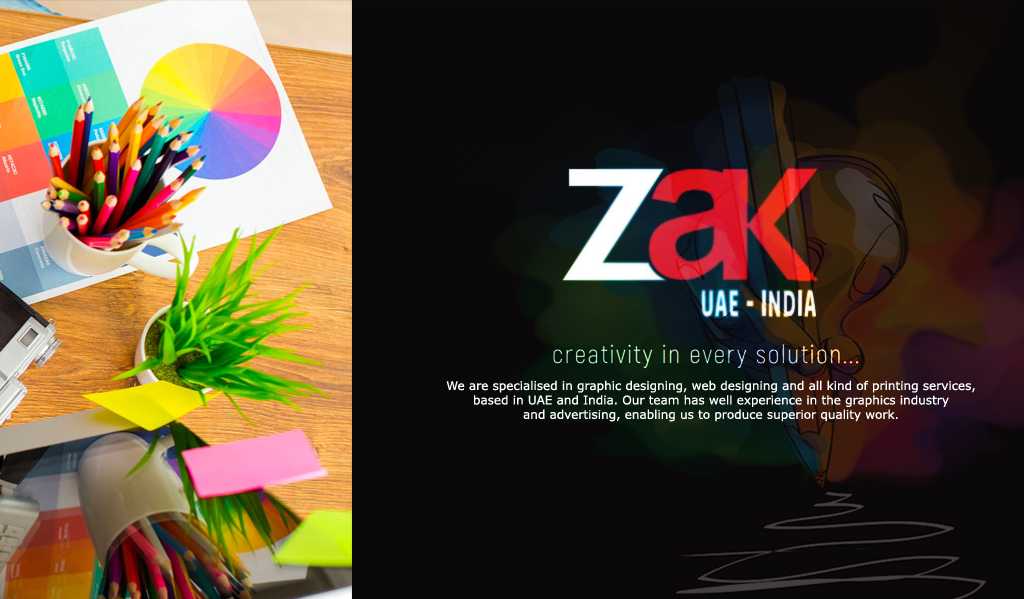 zak
UAE - INDIA
creativity in every solution...
We are specialised in graphic designing, web designing and all kind of printing services,
based in UAE and India. Our team has well experience in the graphics industry
and advertising, enabling us to produce superior quality work.